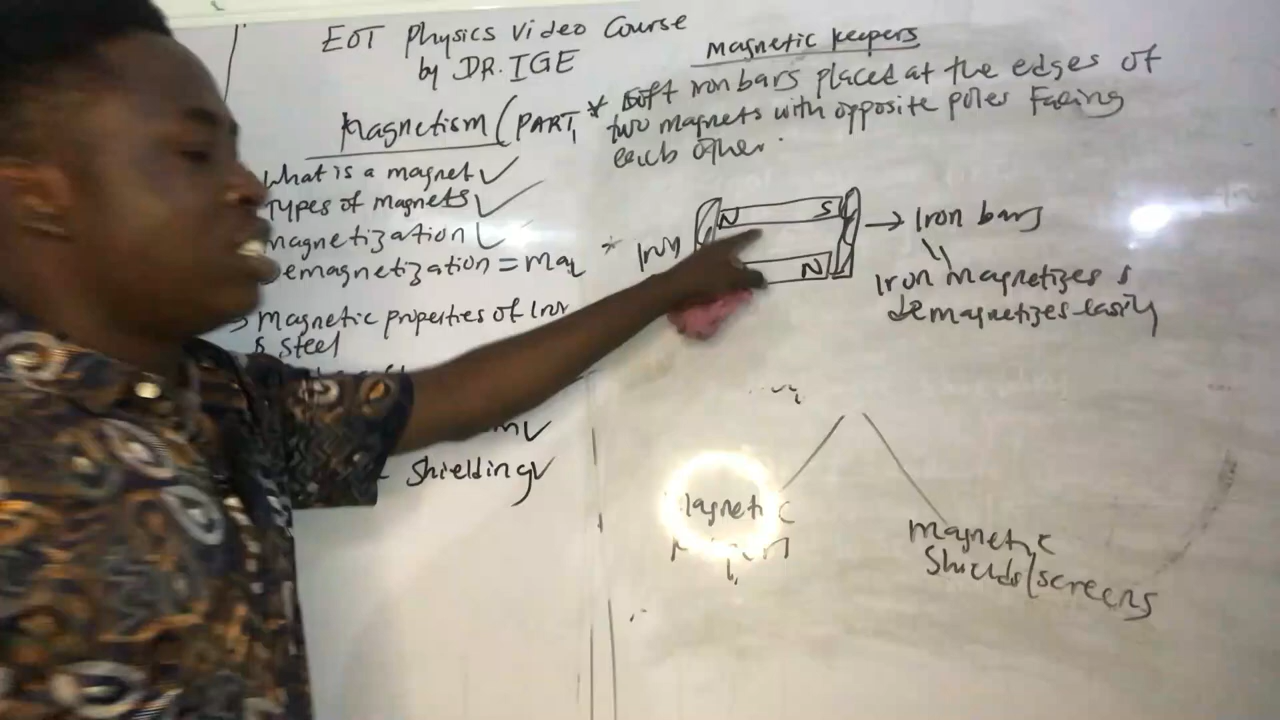 EOT Physics Video Course
by DR. IGE
Magnetism (PART
What is a magnet ✓
Types of magnets ✓
magnetization ✓
emagnetization =
magnetic properties of
& Steel
Shielding ✓
Magnetic keepers
* Soft iron bars placed at the edges of
two magnets with opposite poles facing
each other.
N S
N
→ Iron bars
Iron magnetizes &
demagnetizes easily
magnetic
Shields/screens